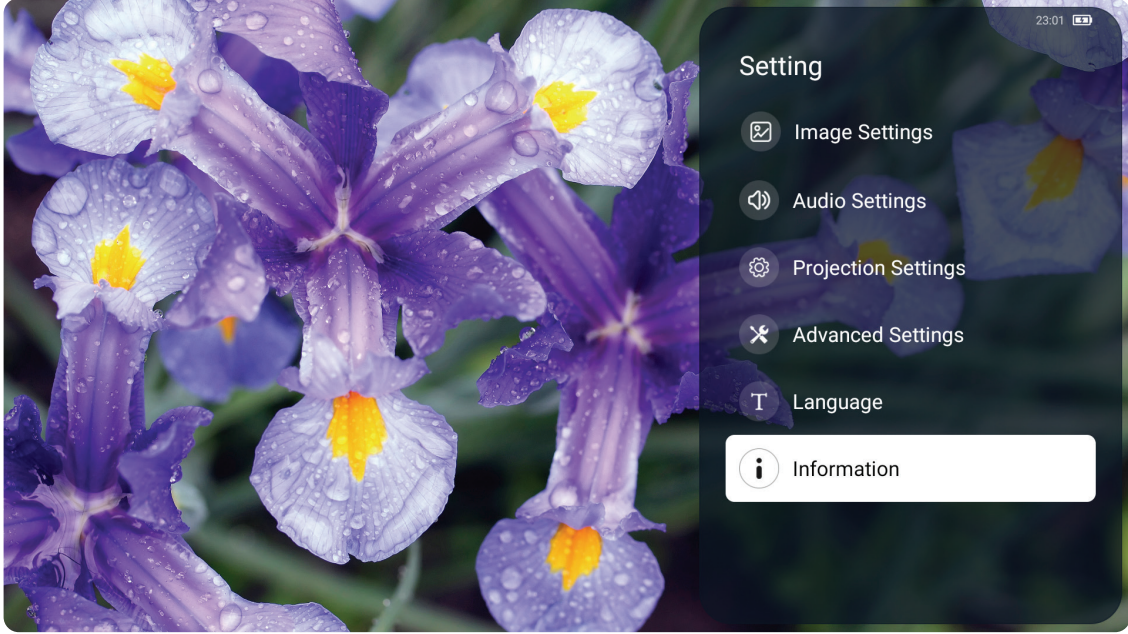 23:01
Setting
Image Settings
Audio Settings
Projection Settings
Advanced Settings
T Language
Information